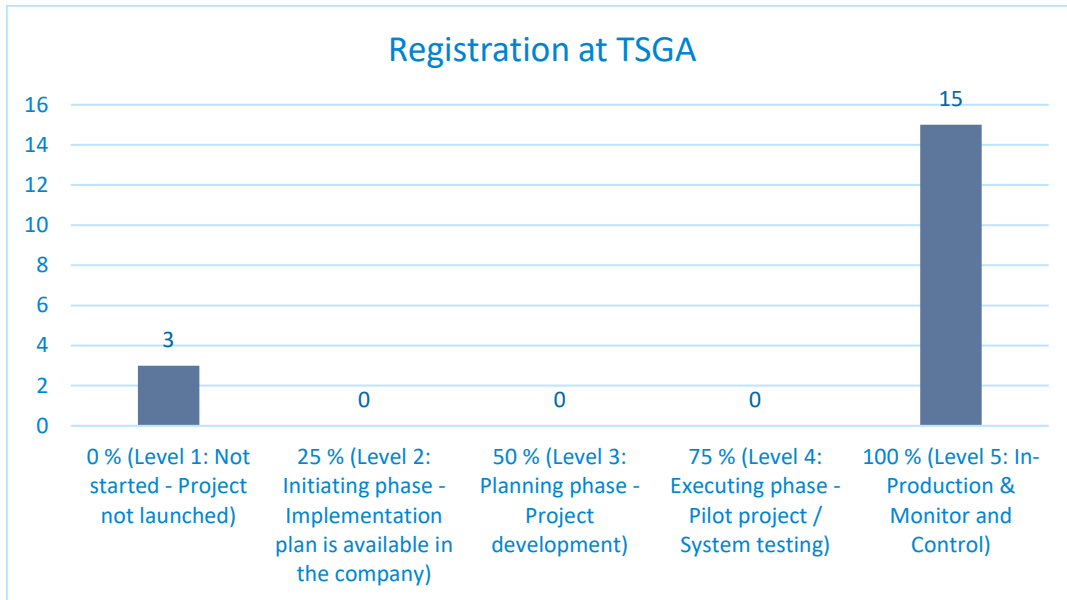 Registration at TSGA
16
14
12
10
8
6
4
2
0
3
0
0
0
15
0 % (Level 1: Not
started - Project
not launched)
25 % (Level 2:
Initiating phase -
Implementation
plan is available in
the company)
50 % (Level 3:
Planning phase -
Project
development)
75 % (Level 4:
Executing phase -
Pilot project /
System testing)
100 % (Level 5: In-
Production &
Monitor and
Control)